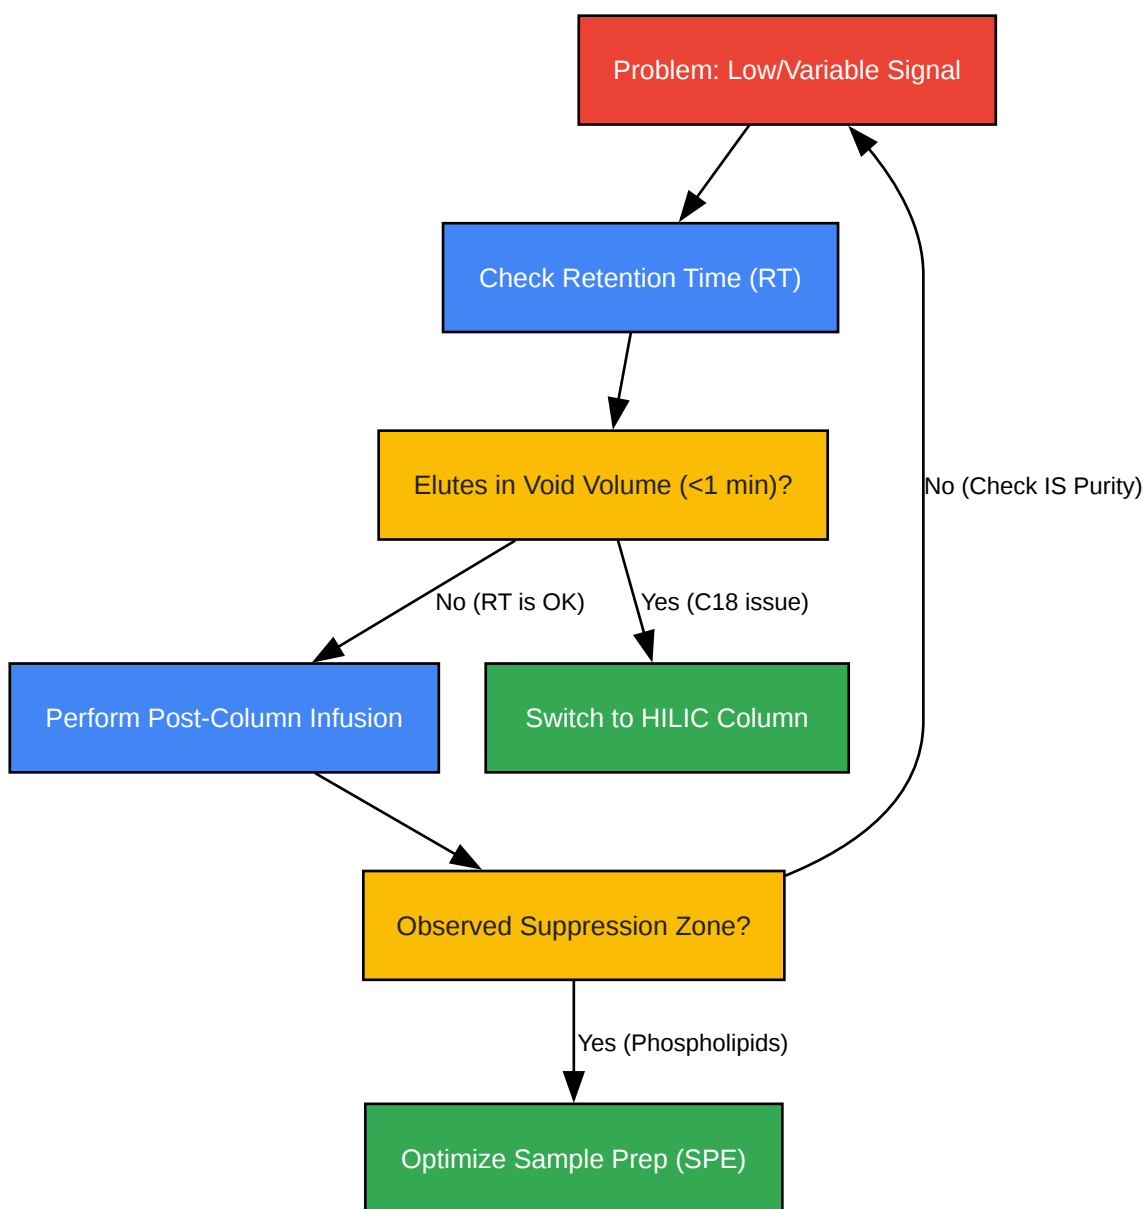 Problem: Low/Variable Signal
Check Retention Time (RT)
Elutes in Void Volume (<1 min)?
No (Check IS Purity)
No (RT is OK)
Yes (C18 issue)
Perform Post-Column Infusion
Switch to HILIC Column
Observed Suppression Zone?
Yes (Phospholipids)
Optimize Sample Prep (SPE)